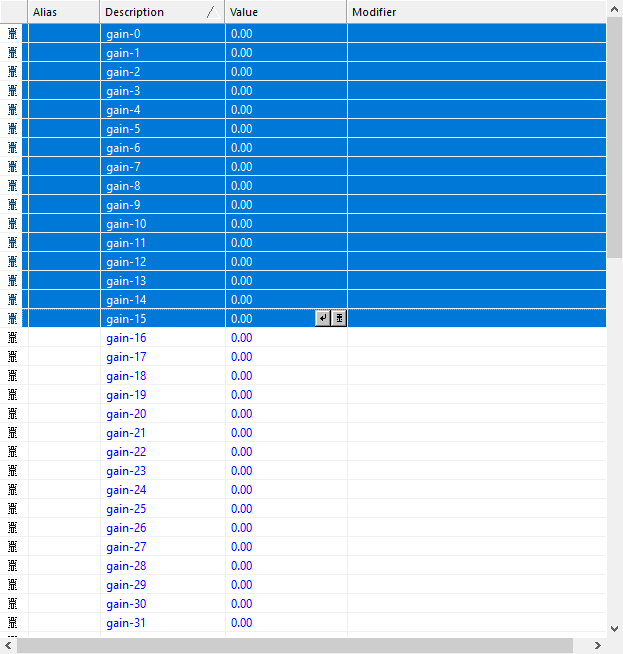 Alias Description Value Modifier
gain-0 0.00
gain-1 0.00
gain-2 0.00
gain-3 0.00
gain-4 0.00
gain-5 0.00
gain-6 0.00
gain-7 0.00
gain-8 0.00
gain-9 0.00
gain-10 0.00
gain-11 0.00
gain-12 0.00
gain-13 0.00
gain-14 0.00
gain-15 0.00
gain-16 0.00
gain-17 0.00
gain-18 0.00
gain-19 0.00
gain-20 0.00
gain-21 0.00
gain-22 0.00
gain-23 0.00
gain-24 0.00
gain-25 0.00
gain-26 0.00
gain-27 0.00
gain-28 0.00
gain-29 0.00
gain-30 0.00
gain-31 0.00